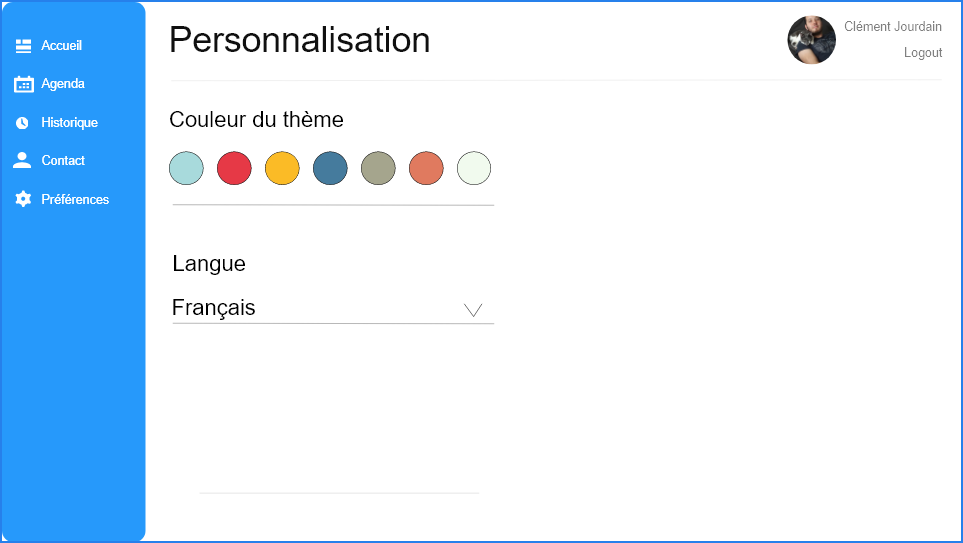 Accueil
Agenda
Historique
Contact
Préférences
Personnalisation
Clément Jourdain
Logout
Couleur du thème
Langue
Français